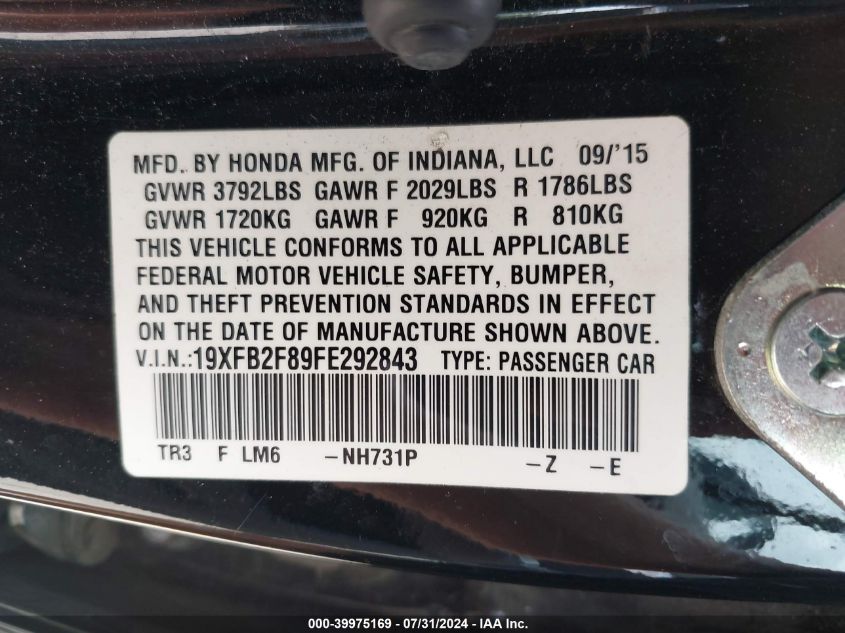 MFD. BY HONDA MFG. OF INDIANA, LLC 09/'15
GVWR 3792LBS GAWR F 2029LBS R 1786LBS
GVWR 1720KG GAWR F 920KG R 810KG
THIS VEHICLE CONFORMS TO ALL APPLICABLE
FEDERAL MOTOR VEHICLE SAFETY, BUMPER,
AND THEFT PREVENTION STANDARDS IN EFFECT
ON THE DATE OF MANUFACTURE SHOWN ABOVE.
V.I.N.:19XFB2F89FE292843 TYPE: PASSENGER CAR
TR3 F LM6 -NH731P -Z -E
000-39975169 - 07/31/2024 - © IAA, Inc.